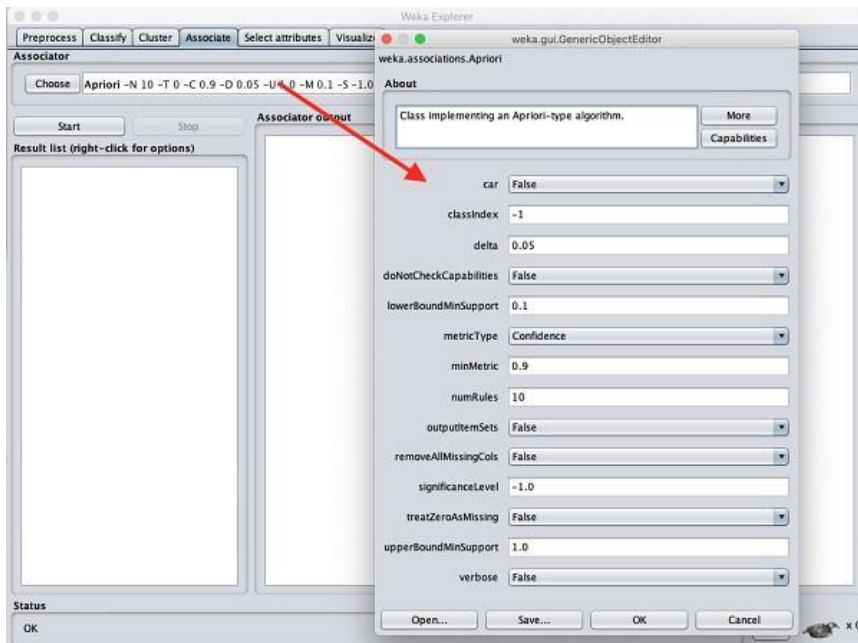 Weka Explorer
Preprocess Classify Cluster Associate Select attributes
weka.gui.GenericObjectEditor
Associator
Choose Apriori -N 10 -T 0 -C 0.9 -D 0.05 -M 0.1 -S -1.0
weka.associations.Apriori
About
Class implementing an Apriori-type algorithm.
More
Capabilities
Start Stop
Associator output
Result list (right-click for options)
car False
classIndex -1
delta 0.05
doNotCheckCapabilities False
lowerBoundMinSupport 0.1
metricType Confidence
minMetric 0.9
numRules 10
outputItemSets False
removeAllMissingCols False
significanceLevel -1.0
treatZeroAsMissing False
upperBoundMinSupport 1.0
verbose False
Open... Save... OK Cancel
Status
OK